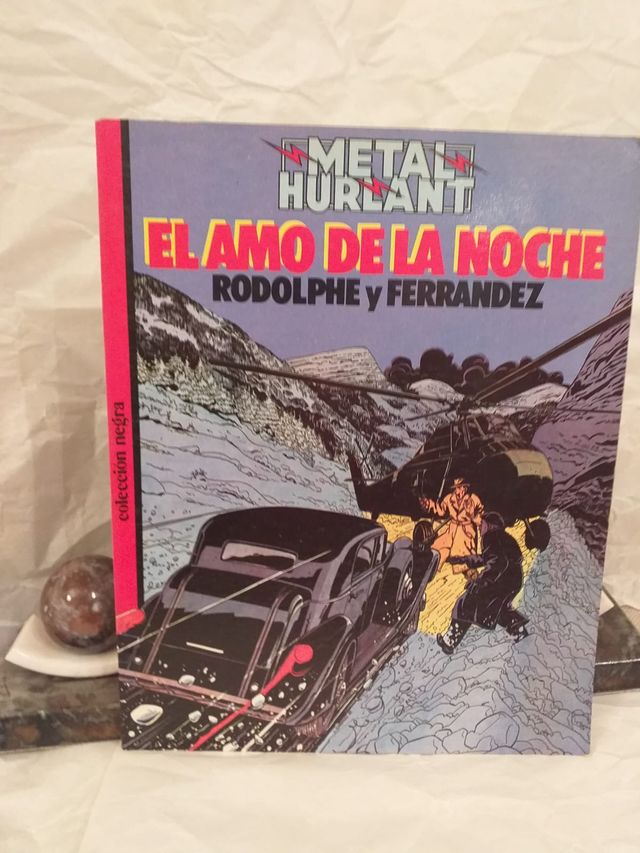 METAL
HURLANT
EL AMO DE LA NOCHE
RODOLPHE y FERRANDEZ
colección negra